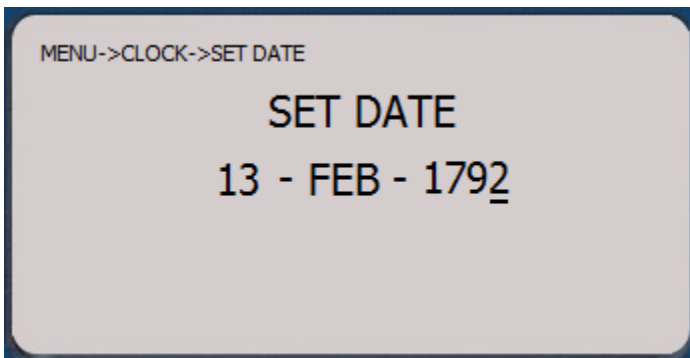 MENU->CLOCK->SET DATE
SET DATE
13 - FEB - 1792